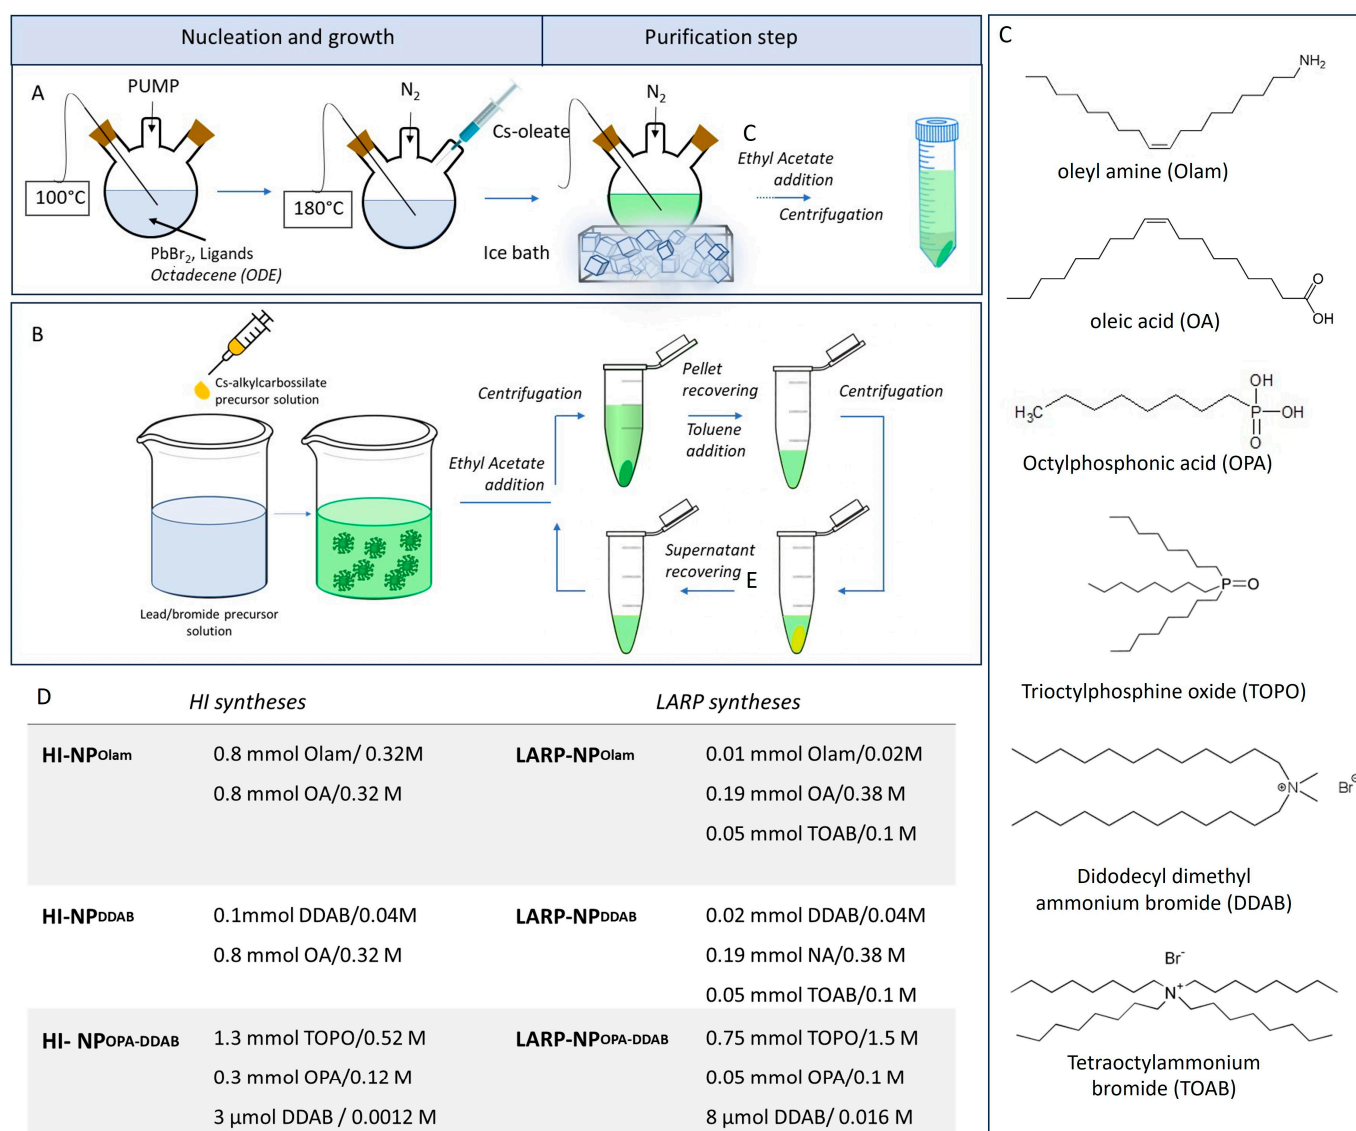 Nucleation and growth
Purification step
A
PUMP
N2
N2
Cs-oleate
C
Ethyl Acetate
addition
Centrifugation
100°C
180°C
Ice bath
PbBr2, Ligands
Octadecene (ODE)
B
Cs-alkylcarbossilate
precursor solution
Lead/bromide precursor
solution
Ethyl Acetate
addition
Centrifugation
Pellet
recovering
Toluene
addition
Centrifugation
Supernatant
recovering
E
C
NH2
oleyl amine (Olam)
O
OH
oleic acid (OA)
OH
H3C
P
OH
O
Octylphosphonic acid (OPA)
P=O
Trioctylphosphine oxide (TOPO)
⊕N
Br⊖
Didodecyl dimethyl
ammonium bromide (DDAB)
Br-
N+
Tetraoctylammonium
bromide (TOAB)
D
HI syntheses
LARP syntheses
HI-NPOlam
0.8 mmol Olam/ 0.32M
0.8 mmol OA/0.32 M
LARP-NPOlam
0.01 mmol Olam/0.02M
0.19 mmol OA/0.38 M
0.05 mmol TOAB/0.1 M
HI-NPDDAB
0.1mmol DDAB/0.04M
0.8 mmol OA/0.32 M
LARP-NPDDAB
0.02 mmol DDAB/0.04M
0.19 mmol NA/0.38 M
0.05 mmol TOAB/0.1 M
HI- NPOPA-DDAB
1.3 mmol TOPO/0.52 M
0.3 mmol OPA/0.12 M
3 µmol DDAB / 0.0012 M
LARP-NPOPA-DDAB
0.75 mmol TOPO/1.5 M
0.05 mmol OPA/0.1 M
8 µmol DDAB/ 0.016 M